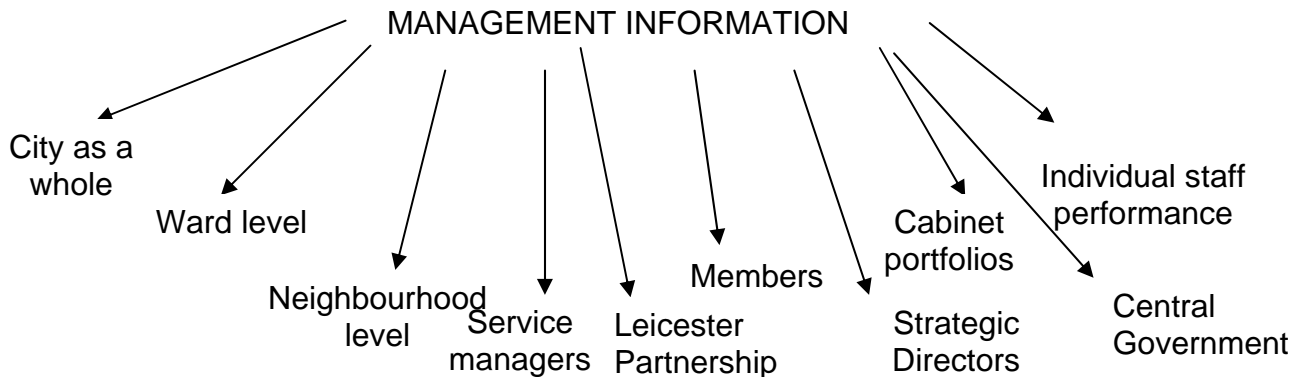 MANAGEMENT INFORMATION
City as a
whole
Ward level
Neighbourhood
level
Service
managers
Leicester
Partnership
Members
Strategic
Directors
Cabinet
portfolios
Central
Government
Individual staff
performance